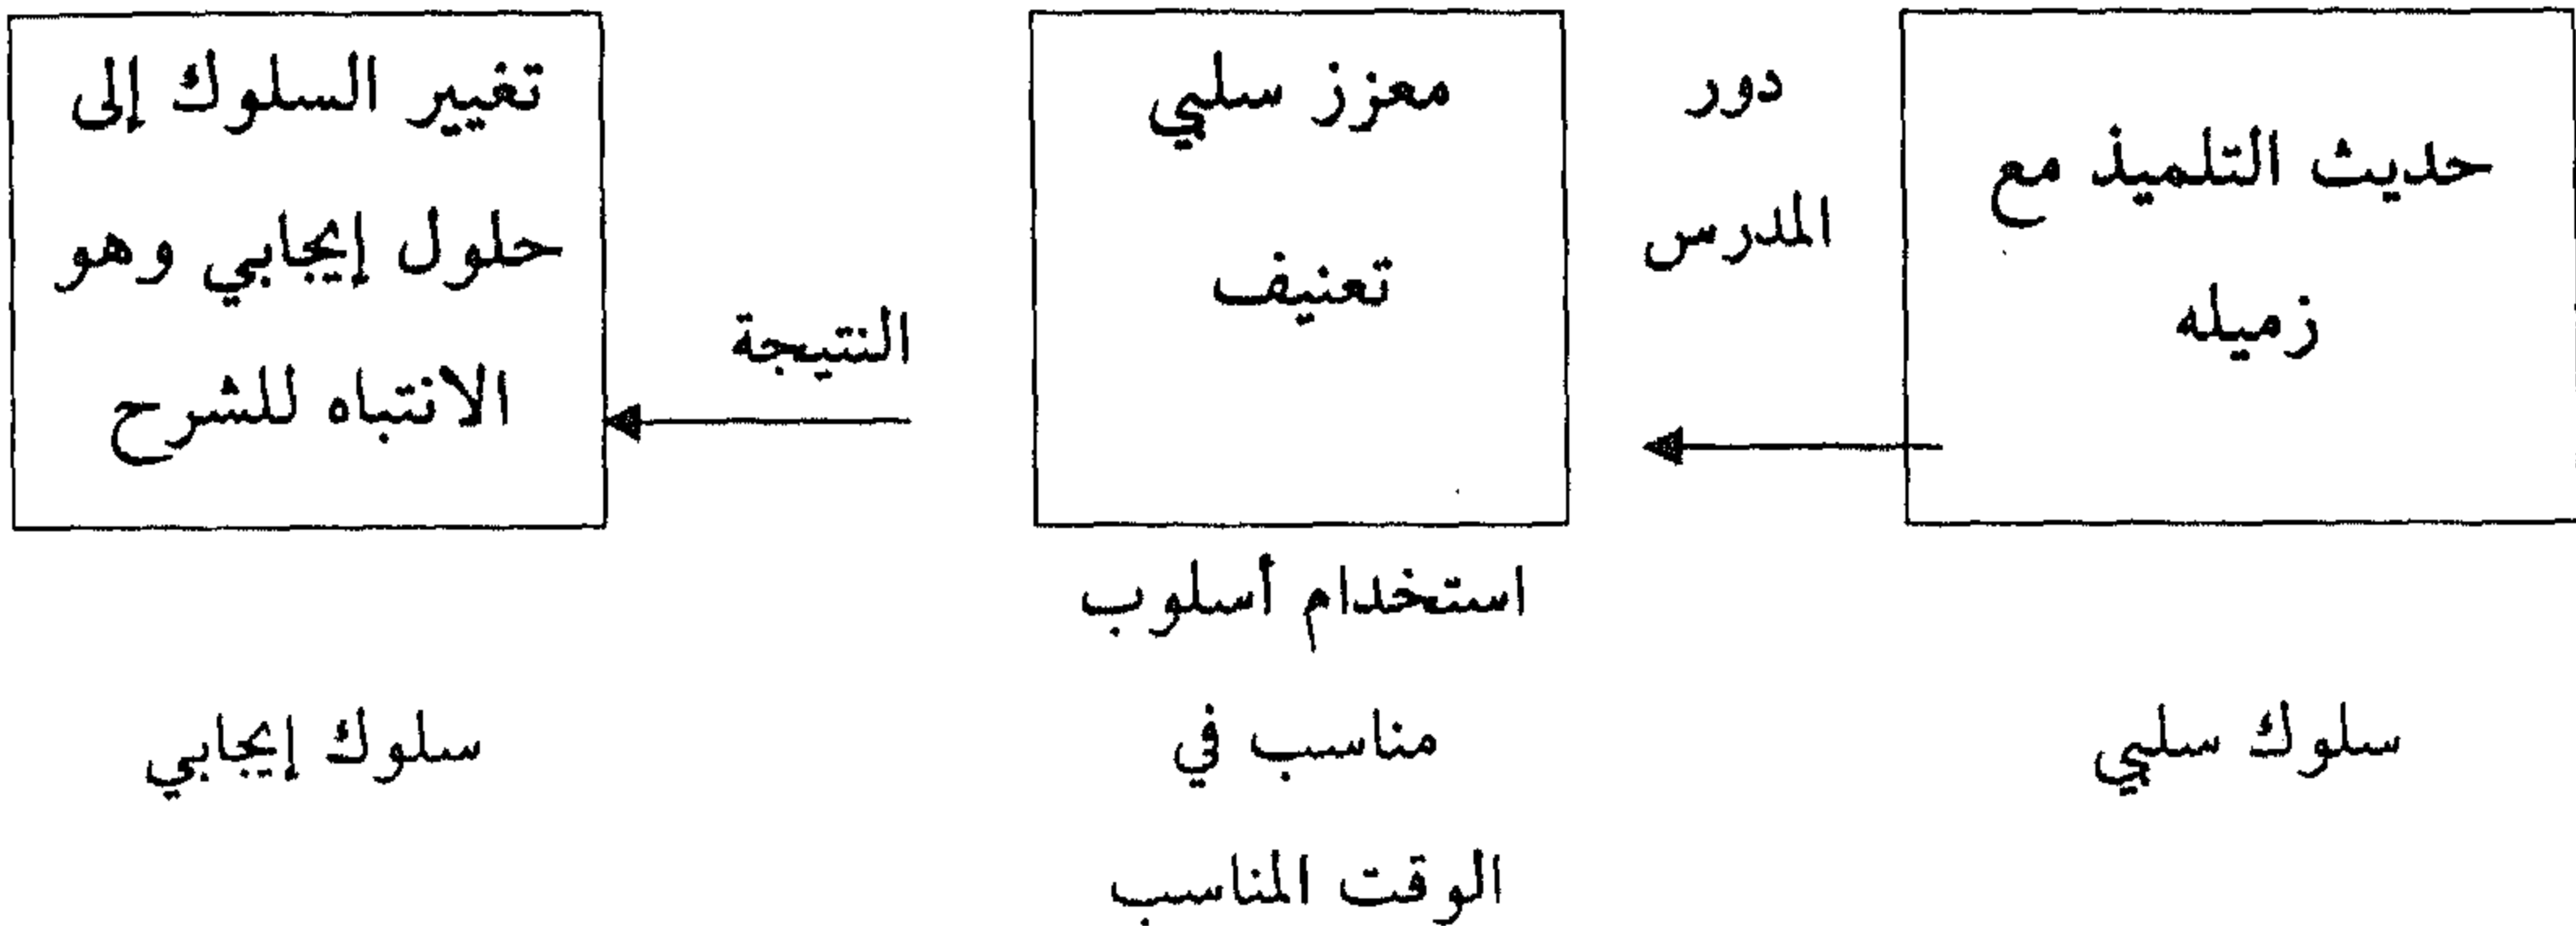 حديث التلميذ مع
زميله
دور
المدرس
معزز سلبي
تعنيف
النتيجة
تغيير السلوك إلى
حلول إيجابي وهو
الانتباه للشرح
سلوك سلبي
استخدام أسلوب
مناسب في
الوقت المناسب
سلوك إيجابي